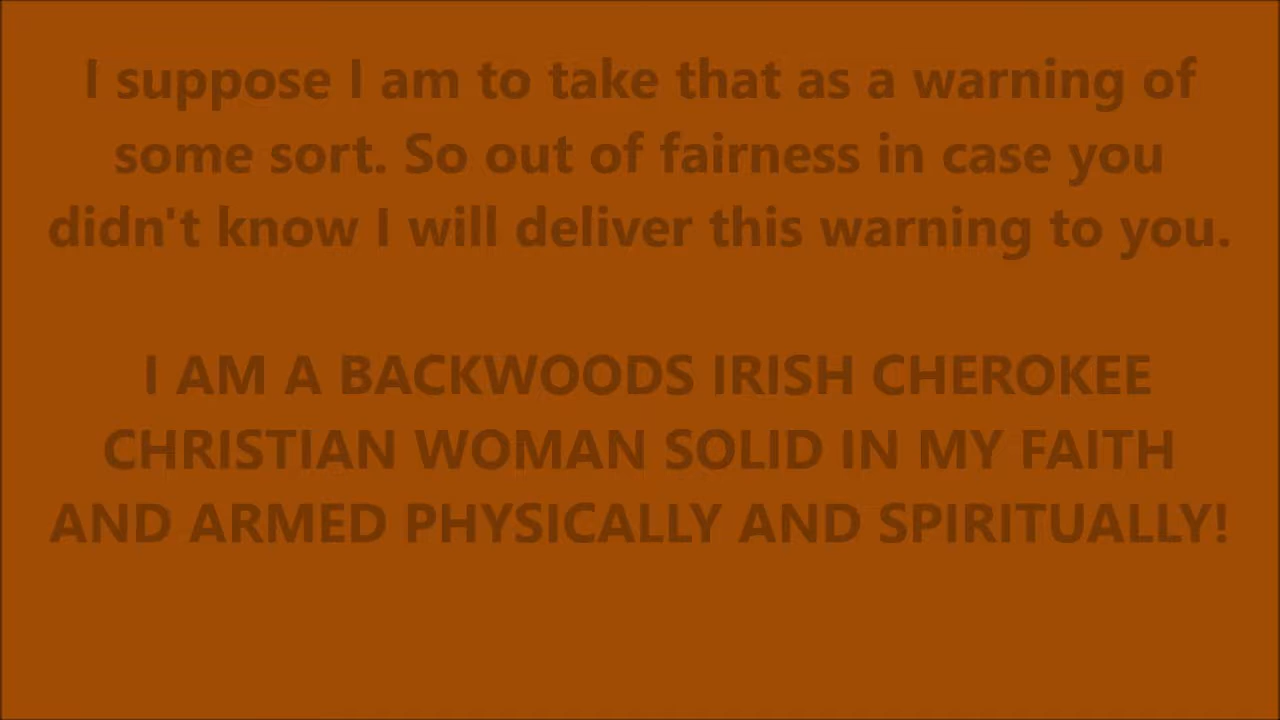 I suppose I am to take that as a warning of
some sort. So out of fairness in case you
didn't know I will deliver this warning to you.
I AM A BACKWOODS IRISH CHEROKEE
CHRISTIAN WOMAN SOLID IN MY FAITH
AND ARMED PHYSICALLY AND SPIRITUALLY!